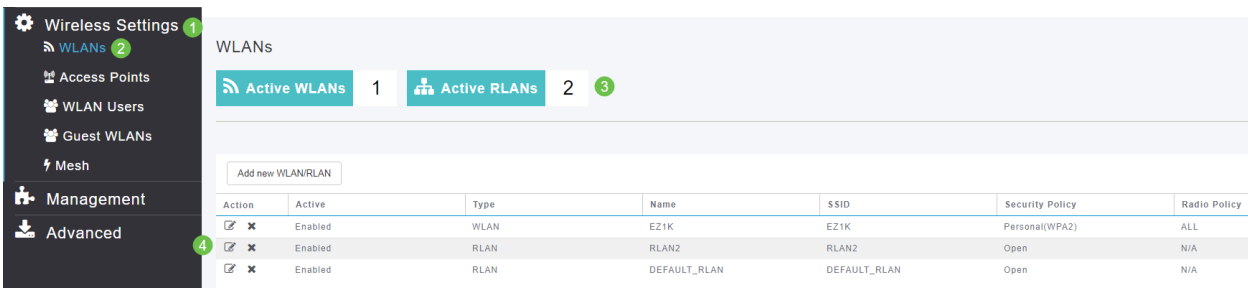 Wireless Settings 1
WLANs 2
Access Points
WLAN Users
Guest WLANs
Mesh
Management
Advanced
WLANs
Active WLANs 1 Active RLANs 2 3
Add new WLAN/RLAN
Action Active Type Name SSID Security Policy Radio Policy
Enabled WLAN EZ1K EZ1K Personal(WPA2) ALL
4 Enabled RLAN RLAN2 RLAN2 Open N/A
Enabled RLAN DEFAULT_RLAN DEFAULT_RLAN Open N/A